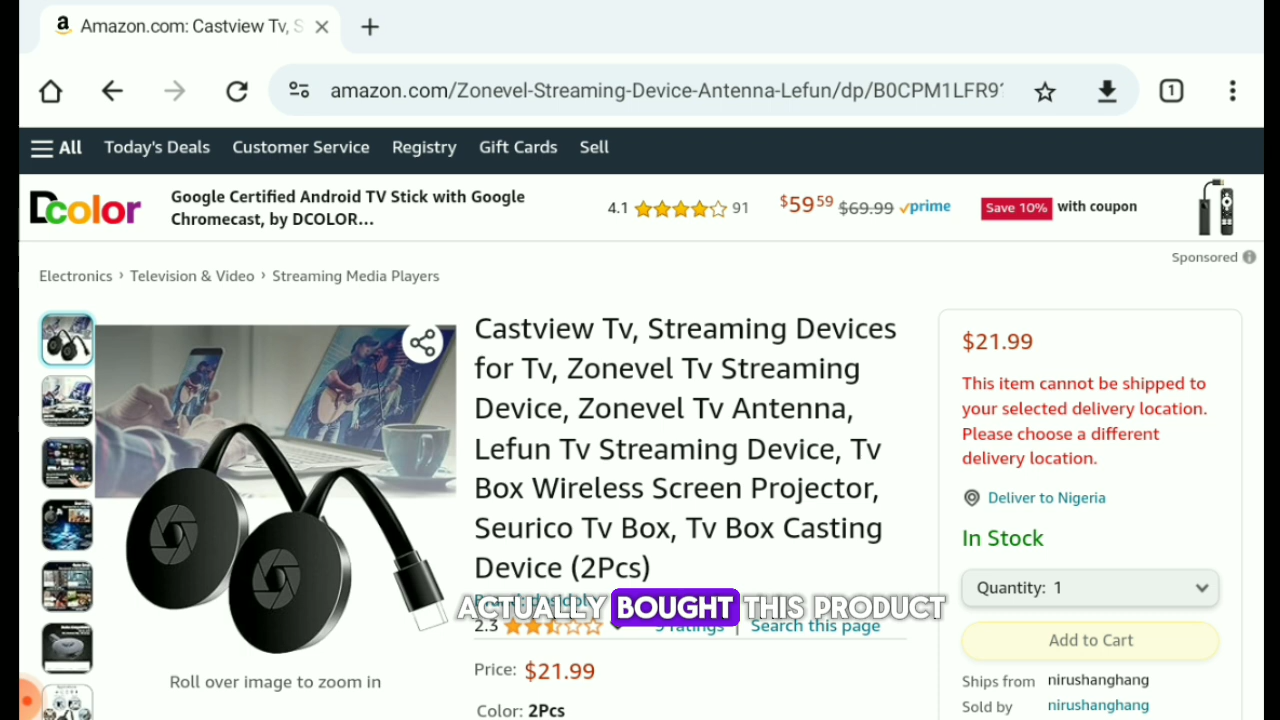 Amazon.com: Castview Tv, S
amazon.com/Zonevel-Streaming-Device-Antenna-Lefun/dp/B0CPM1LFR9
1
All Today's Deals Customer Service Registry Gift Cards Sell
Dcolor
Google Certified Android TV Stick with Google
Chromecast, by DCOLOR...
4.1 91 $59.59 $69.99 prime Save 10% with coupon
Sponsored
Electronics › Television & Video › Streaming Media Players
Castview Tv, Streaming Devices
for Tv, Zonevel Tv Streaming
Device, Zonevel Tv Antenna,
Lefun Tv Streaming Device, Tv
Box Wireless Screen Projector,
Seurico Tv Box, Tv Box Casting
Device (2Pcs)
ACTUALLY BOUGHT THIS PRODUCT
2.3 ratings | Search this page
Price: $21.99
Color: 2Pcs
Roll over image to zoom in
$21.99
This item cannot be shipped to
your selected delivery location.
Please choose a different
delivery location.
Deliver to Nigeria
In Stock
Quantity: 1
Add to Cart
Ships from nirushanghang
Sold by nirushanghang